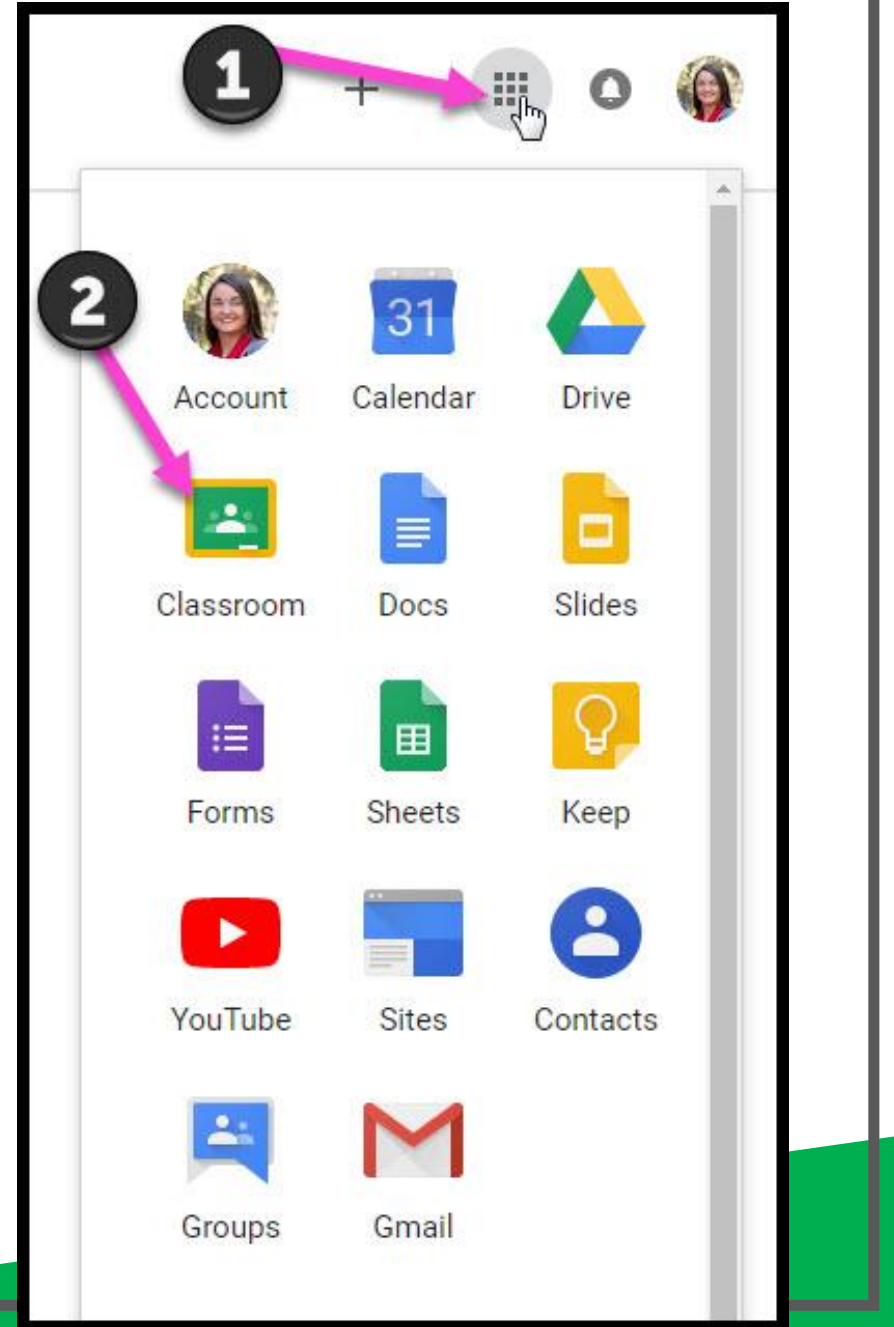 1
2
31
Account Calendar Drive
Classroom Docs Slides
Forms Sheets Keep
YouTube Sites Contacts
Groups Gmail